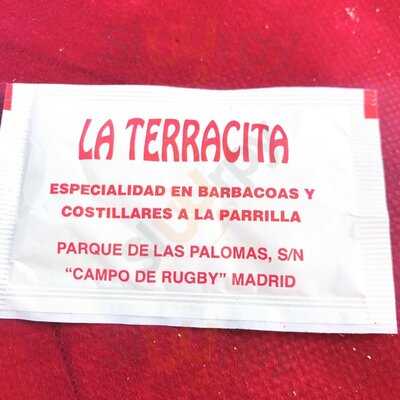 LA TERRACITA
ESPECIALIDAD EN BARBACOAS Y
COSTILLARES A LA PARRILLA
PARQUE DE LAS PALOMAS, S/N
“CAMPO DE RUGBY” MADRID